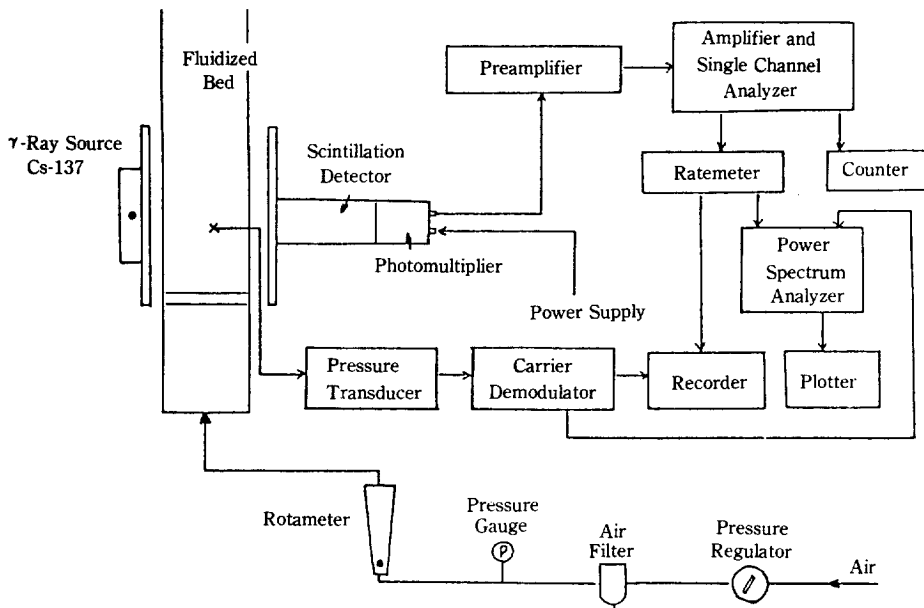 Fluidized
Bed
γ-Ray Source
Cs-137
Scintillation
Detector
Photomultiplier
Preamplifier
Amplifier and
Single Channel
Analyzer
Ratemeter
Counter
Power
Spectrum
Analyzer
Power Supply
Pressure
Transducer
Carrier
Demodulator
Recorder
Plotter
Rotameter
Pressure
Gauge
P
Air
Filter
Pressure
Regulator
Air